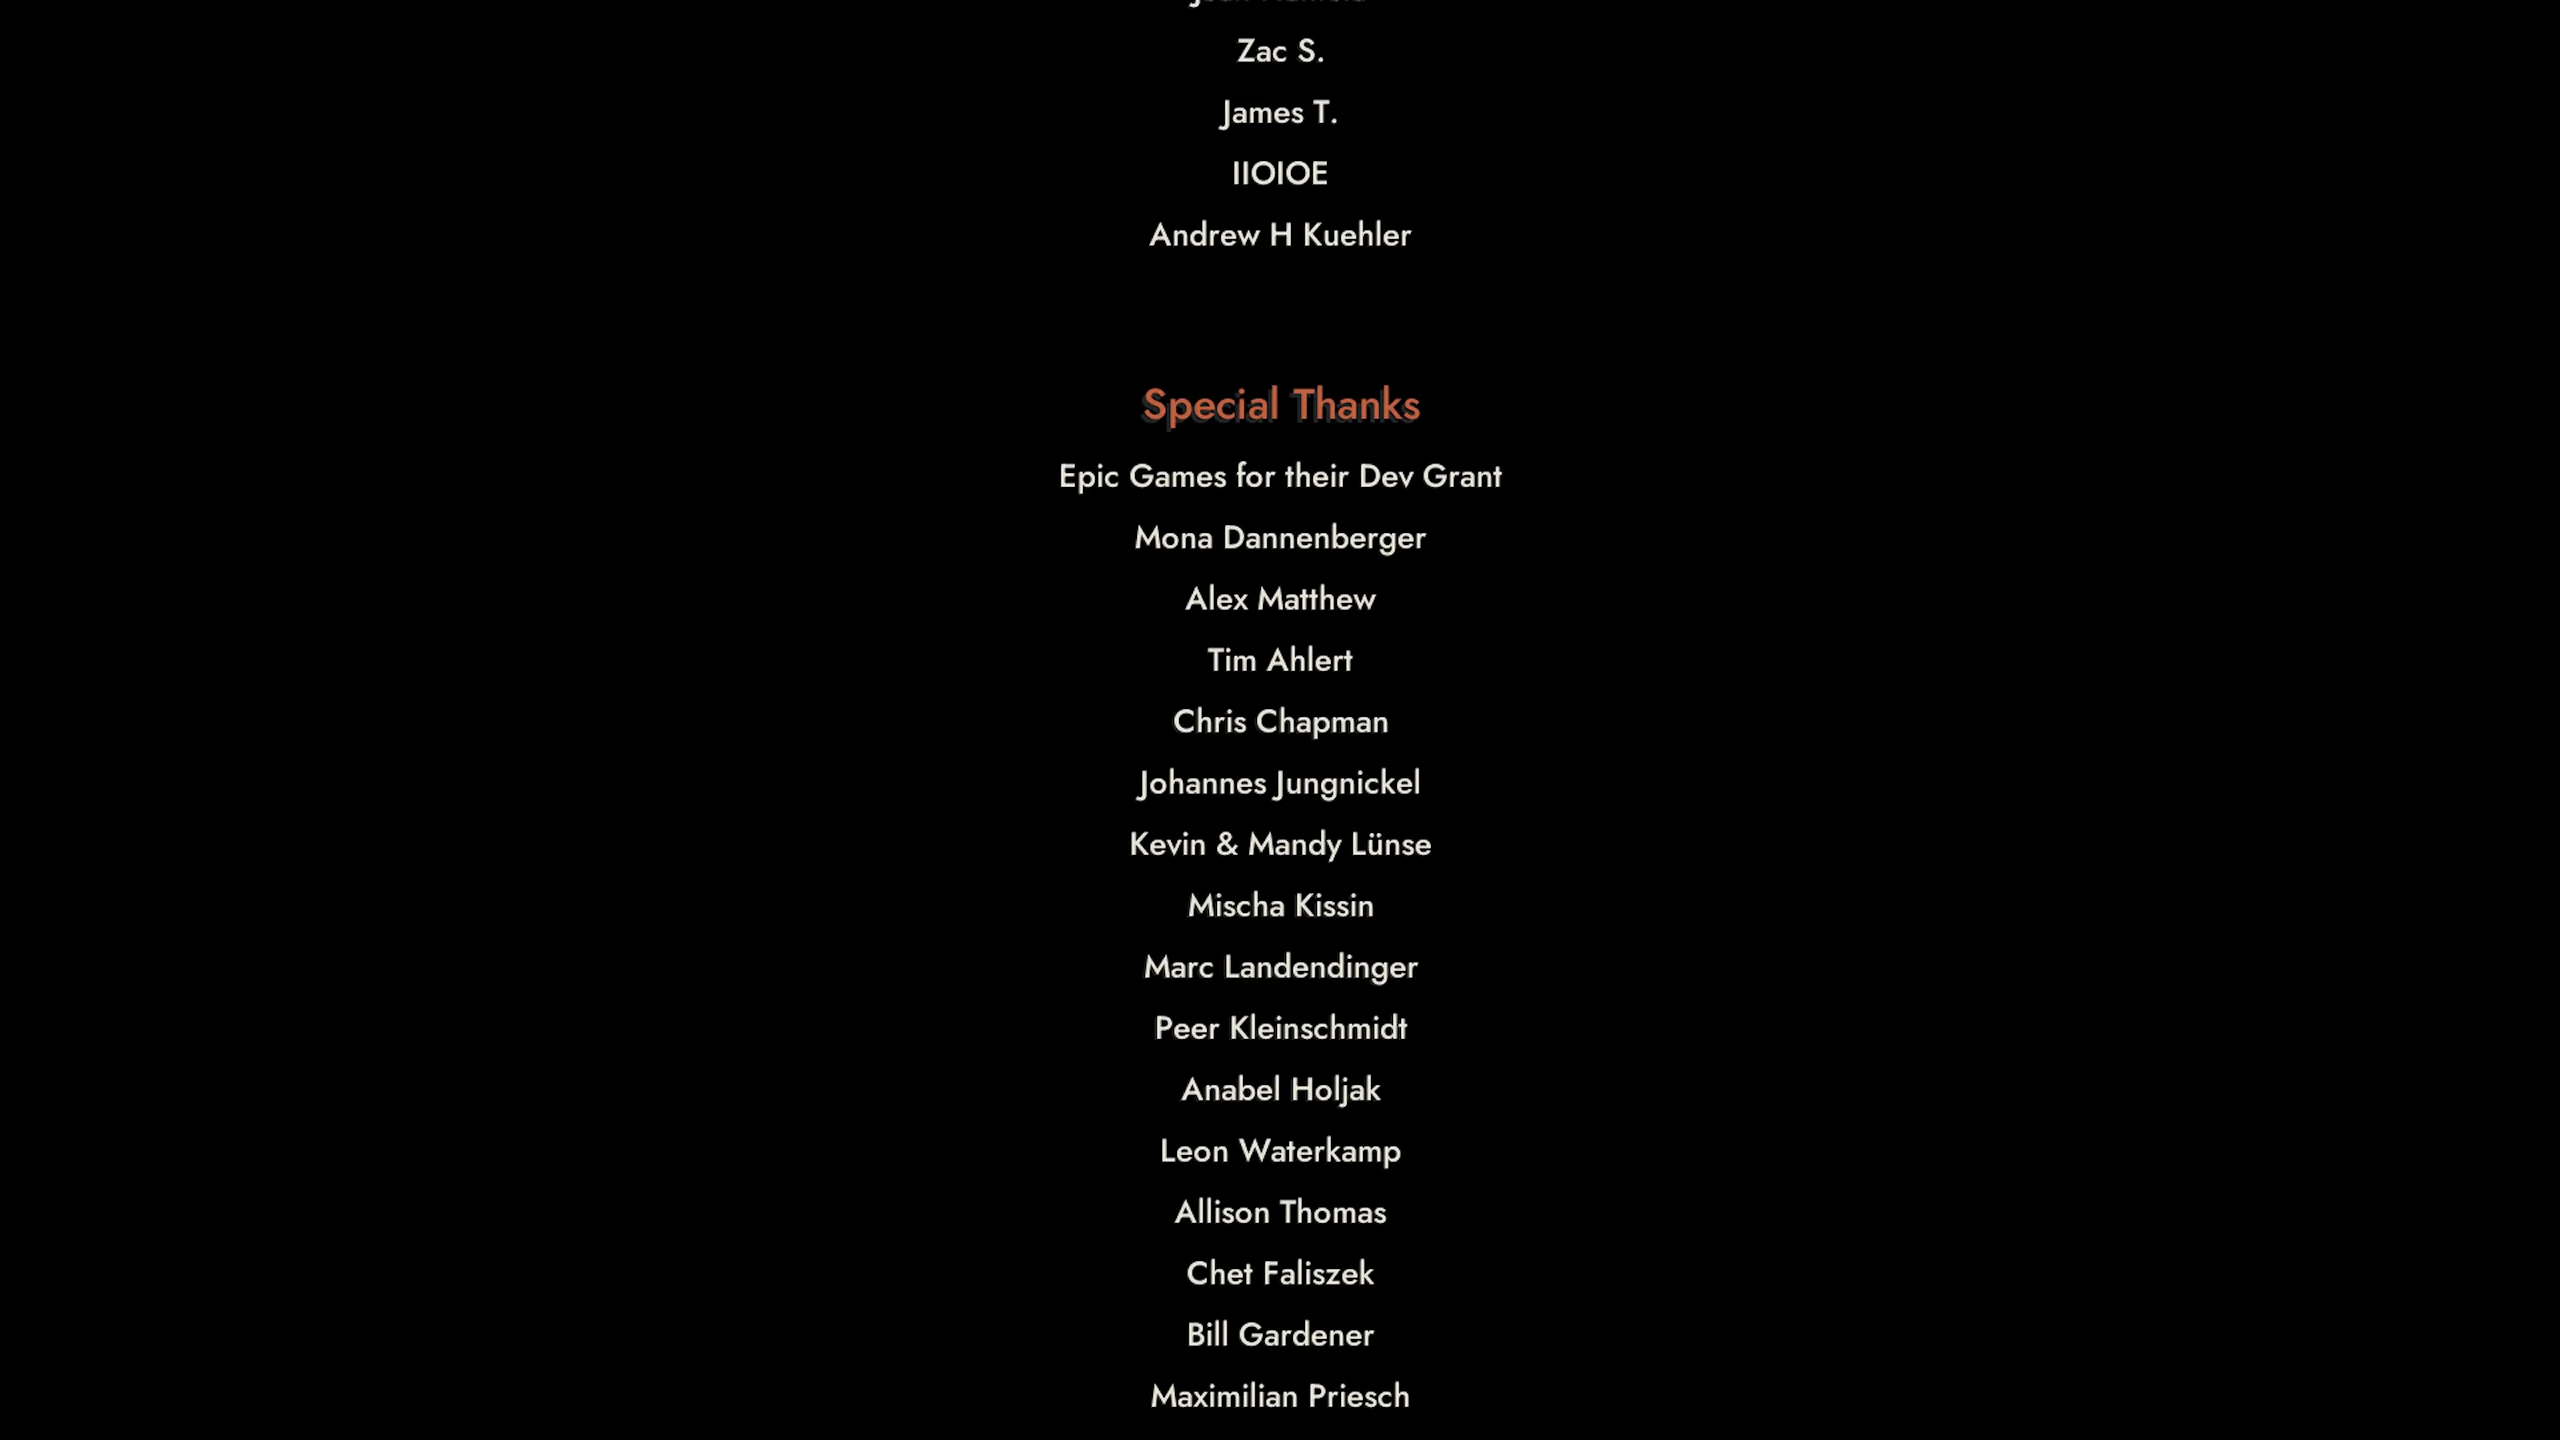 Zac S.
James T.
IIOIOE
Andrew H Kuehler
Special Thanks
Epic Games for their Dev Grant
Mona Dannenberger
Alex Matthew
Tim Ahlert
Chris Chapman
Johannes Jungnickel
Kevin & Mandy Lünse
Mischa Kissin
Marc Landendinger
Peer Kleinschmidt
Anabel Holjak
Leon Waterkamp
Allison Thomas
Chet Faliszek
Bill Gardener
Maximilian Priesch